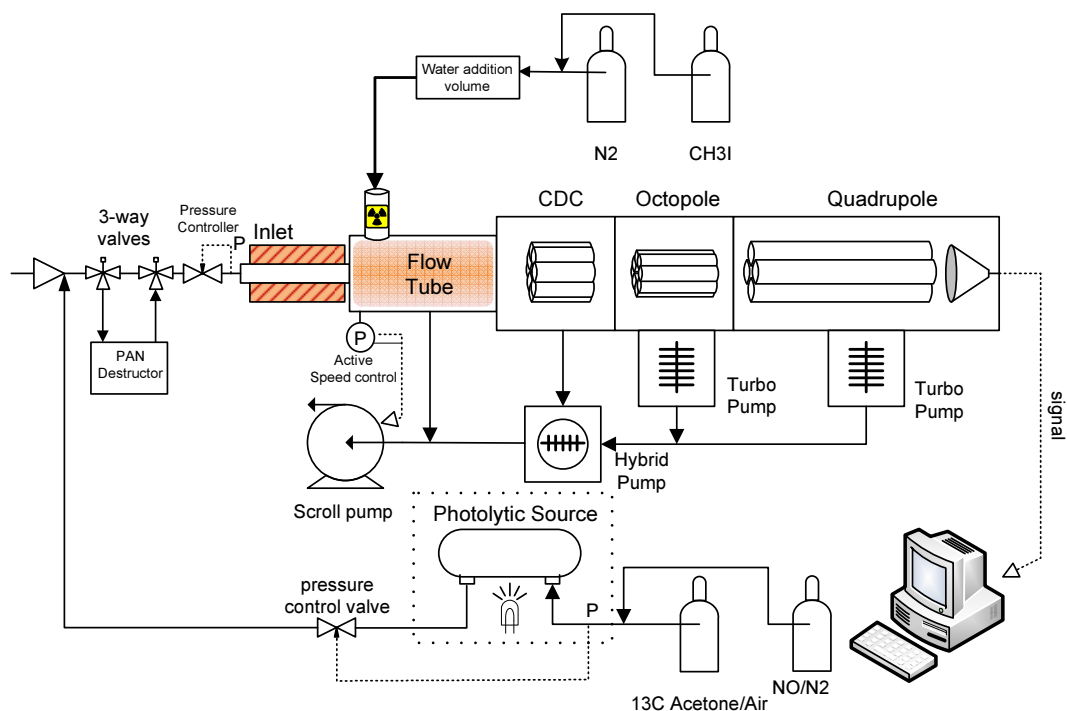 Water addition
volume
N2
CH3I
CDC
Octopole
Quadrupole
3-way
valves
Pressure
Controller
P
Inlet
Flow
Tube
PAN
Destructor
P
Active
Speed control
Turbo
Pump
Turbo
Pump
signal
Hybrid
Pump
Scroll pump
Photolytic Source
pressure
control valve
P
13C Acetone/Air
NO/N2